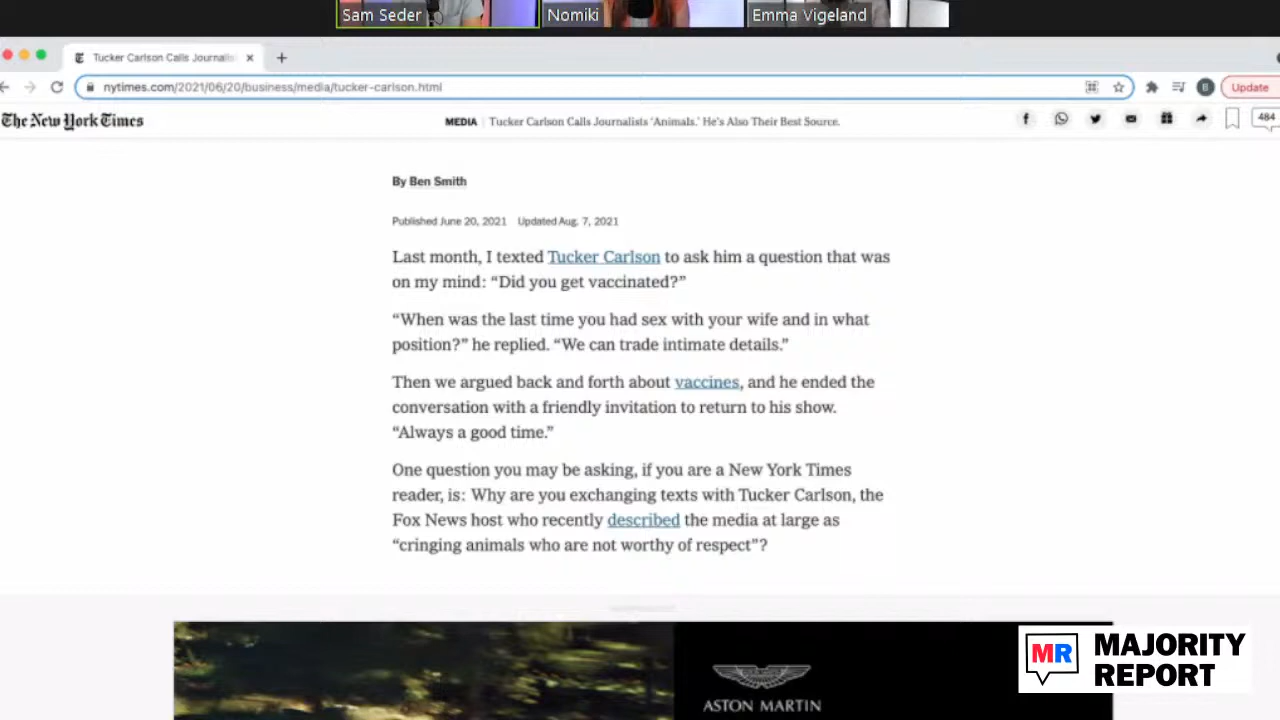 Sam Seder
Nomiki
Emma Vigeland
Tucker Carlson Calls Journalis
nytimes.com/2021/06/20/business/media/tucker-carlson.html
B
Update
The New York Times
MEDIA | Tucker Carlson Calls Journalists ‘Animals.’ He’s Also Their Best Source.
484
By Ben Smith
Published June 20, 2021 Updated Aug. 7, 2021
Last month, I texted Tucker Carlson to ask him a question that was
on my mind: “Did you get vaccinated?”
“When was the last time you had sex with your wife and in what
position?” he replied. “We can trade intimate details.”
Then we argued back and forth about vaccines, and he ended the
conversation with a friendly invitation to return to his show.
“Always a good time.”
One question you may be asking, if you are a New York Times
reader, is: Why are you exchanging texts with Tucker Carlson, the
Fox News host who recently described the media at large as
“cringing animals who are not worthy of respect”?
ASTON MARTIN
MR
MAJORITY
REPORT